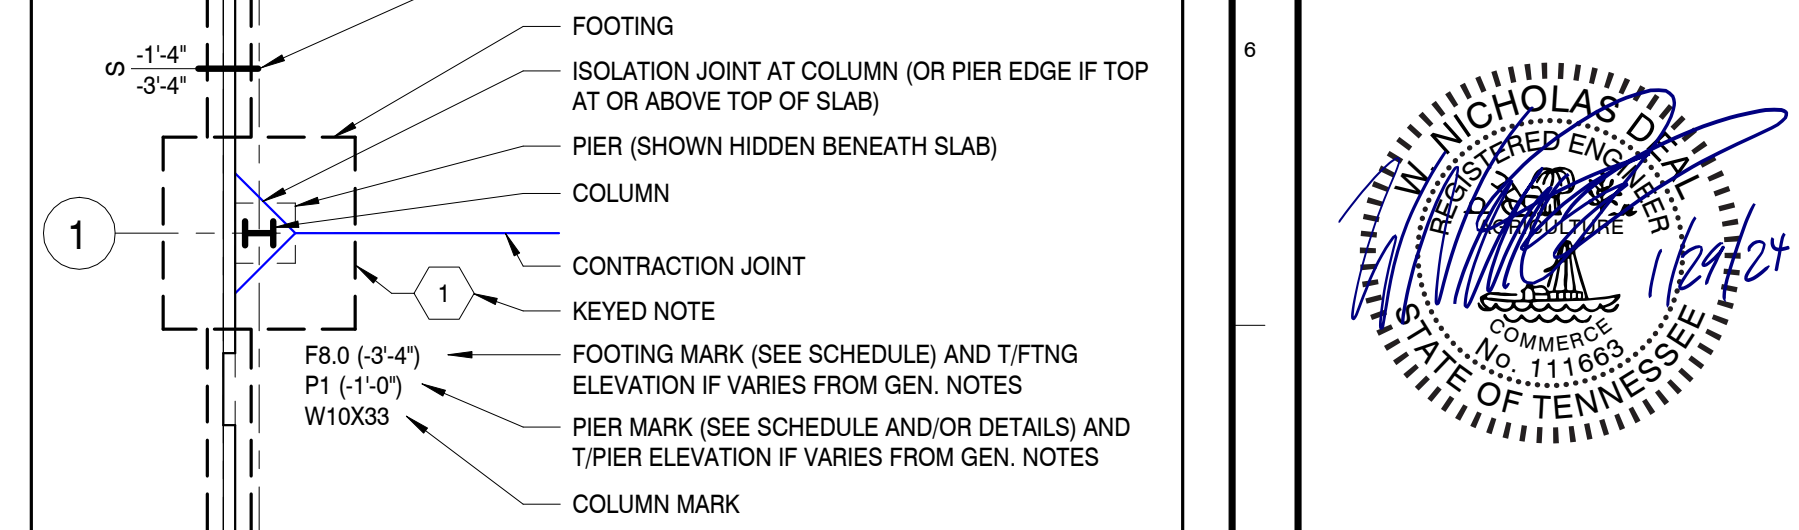 FOOTING
-1'-4"
S
-3'-4"
ISOLATION JOINT AT COLUMN (OR PIER EDGE IF TOP
AT OR ABOVE TOP OF SLAB)
PIER (SHOWN HIDDEN BENEATH SLAB)
COLUMN
1
CONTRACTION JOINT
1
KEYED NOTE
F8.0 (-3'-4")
FOOTING MARK (SEE SCHEDULE) AND T/FTNG
ELEVATION IF VARIES FROM GEN. NOTES
P1 (-1'-0")
W10X33
PIER MARK (SEE SCHEDULE AND/OR DETAILS) AND
T/PIER ELEVATION IF VARIES FROM GEN. NOTES
COLUMN MARK
6
W. NICHOLAS DEAL
REGISTERED ENGINEER
AGRICULTURE
1/29/24
COMMERCE
No. 111663
STATE OF TENNESSEE